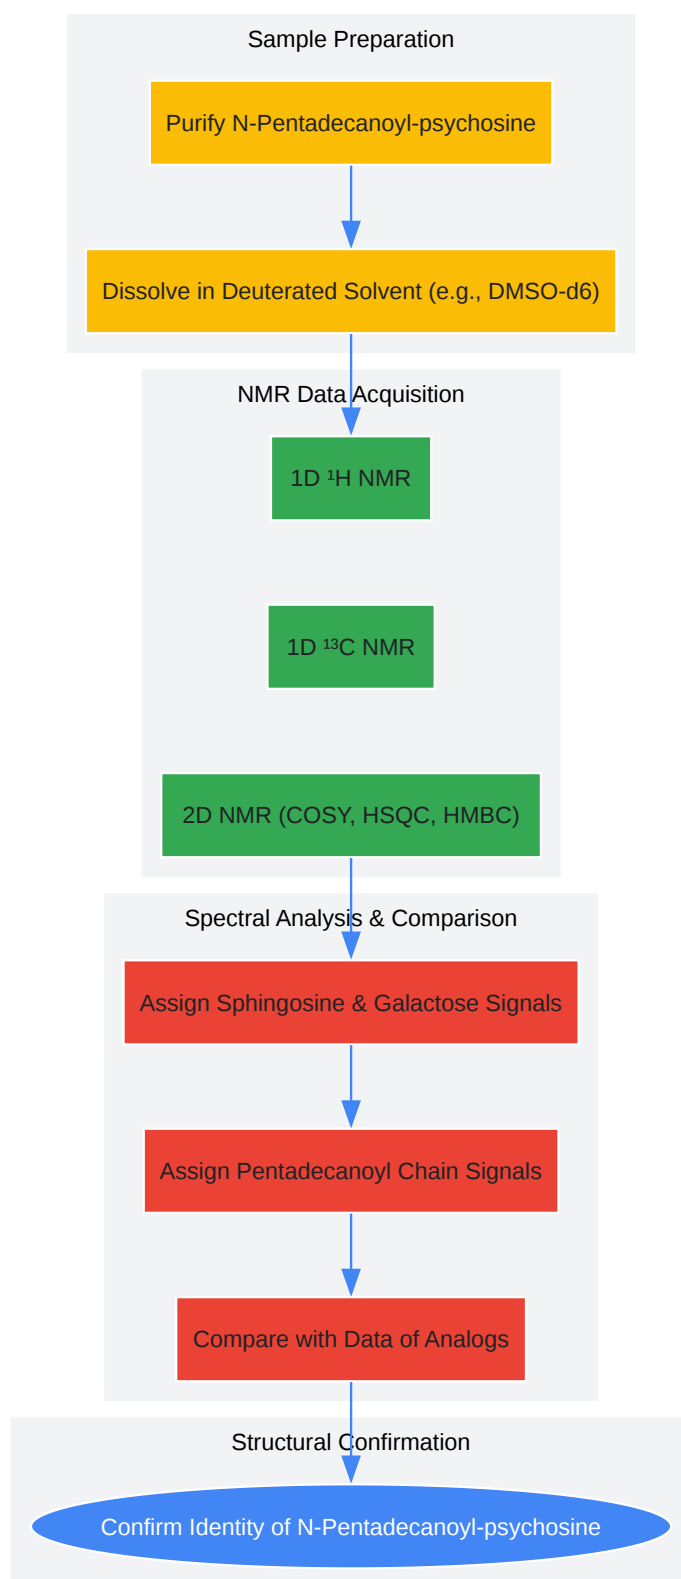 Sample Preparation
Purify N-Pentadecanoyl-psychosine
Dissolve in Deuterated Solvent (e.g., DMSO-d6)
NMR Data Acquisition
1D ¹H NMR
1D ¹³C NMR
2D NMR (COSY, HSQC, HMBC)
Spectral Analysis & Comparison
Assign Sphingosine & Galactose Signals
Assign Pentadecanoyl Chain Signals
Compare with Data of Analogs
Structural Confirmation
Confirm Identity of N-Pentadecanoyl-psychosine